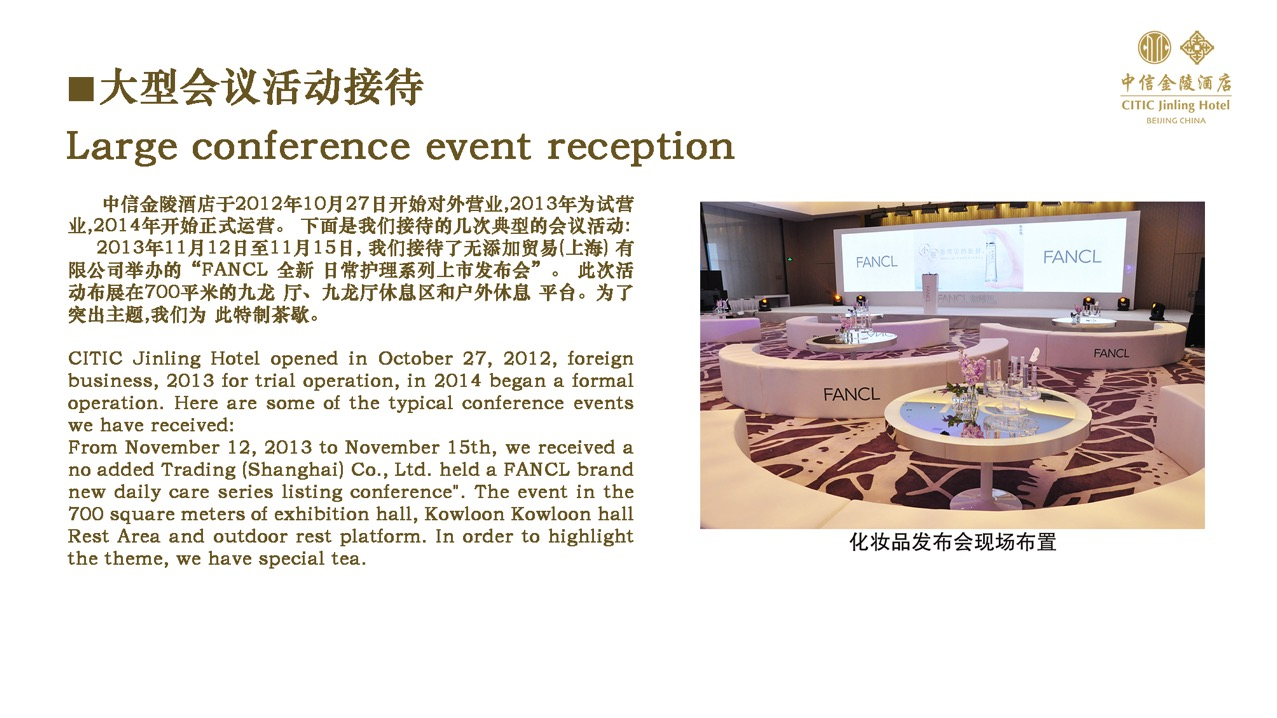 ■大型会议活动接待
Large conference event reception
中信金陵酒店
CITIC Jinling Hotel
BEIJING CHINA
中信金陵酒店于2012年10月27日开始对外营业,2013年为试营
业,2014年开始正式运营。 下面是我们接待的几次典型的会议活动:
2013年11月12日至11月15日, 我们接待了无添加贸易(上海) 有
限公司举办的“FANCL 全新 日常护理系列上市发布会”。 此次活
动布展在700平米的九龙 厅、九龙厅休息区和户外休息 平台。为了
突出主题,我们为 此特制茶歇。
CITIC Jinling Hotel opened in October 27, 2012, foreign
business, 2013 for trial operation, in 2014 began a formal
operation. Here are some of the typical conference events
we have received:
From November 12, 2013 to November 15th, we received a
no added Trading (Shanghai) Co., Ltd. held a FANCL brand
new daily care series listing conference". The event in the
700 square meters of exhibition hall, Kowloon Kowloon hall
Rest Area and outdoor rest platform. In order to highlight
the theme, we have special tea.
FANCL
FANCL
FANCL
FANCL
FANCL
FANCL
化妆品发布会现场布置